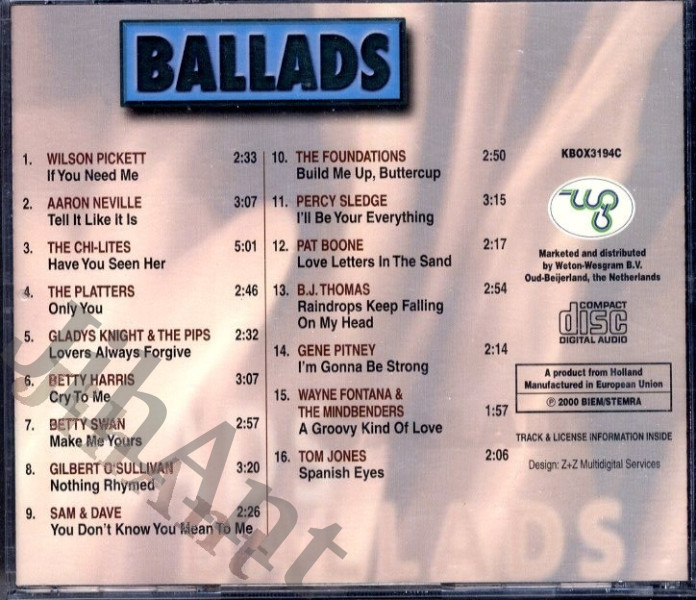 BALLADS
1. WILSON PICKETT 2:33
If You Need Me
2. AARON NEVILLE 3:07
Tell It Like It Is
3. THE CHI-LITES 5:01
Have You Seen Her
4. THE PLATTERS 2:46
Only You
5. GLADYS KNIGHT & THE PIPS 2:32
Lovers Always Forgive
6. BETTY HARRIS 3:07
Cry To Me
7. BETTY SWAN 2:57
Make Me Yours
8. GILBERT O'SULLIVAN 3:20
Nothing Rhymed
9. SAM & DAVE 2:26
You Don't Know You Mean To Me
10. THE FOUNDATIONS 2:50
Build Me Up, Buttercup
11. PERCY SLEDGE 3:15
I'll Be Your Everything
12. PAT BOONE 2:17
Love Letters In The Sand
13. B.J. THOMAS 2:54
Raindrops Keep Falling
On My Head
14. GENE PITNEY 2:14
I'm Gonna Be Strong
15. WAYNE FONTANA &
THE MINDBENDERS 1:57
A Groovy Kind Of Love
16. TOM JONES 2:06
Spanish Eyes
KBOX3194C
Marketed and distributed
by Weton-Wesgram B.V.
Oud-Beijerland, the Netherlands
COMPACT
disc
DIGITAL AUDIO
A product from Holland
Manufactured in European Union
℗ 2000 BIEM/STEMRA
TRACK & LICENSE INFORMATION INSIDE
Design: Z+Z Multidigital Services
BALLADS